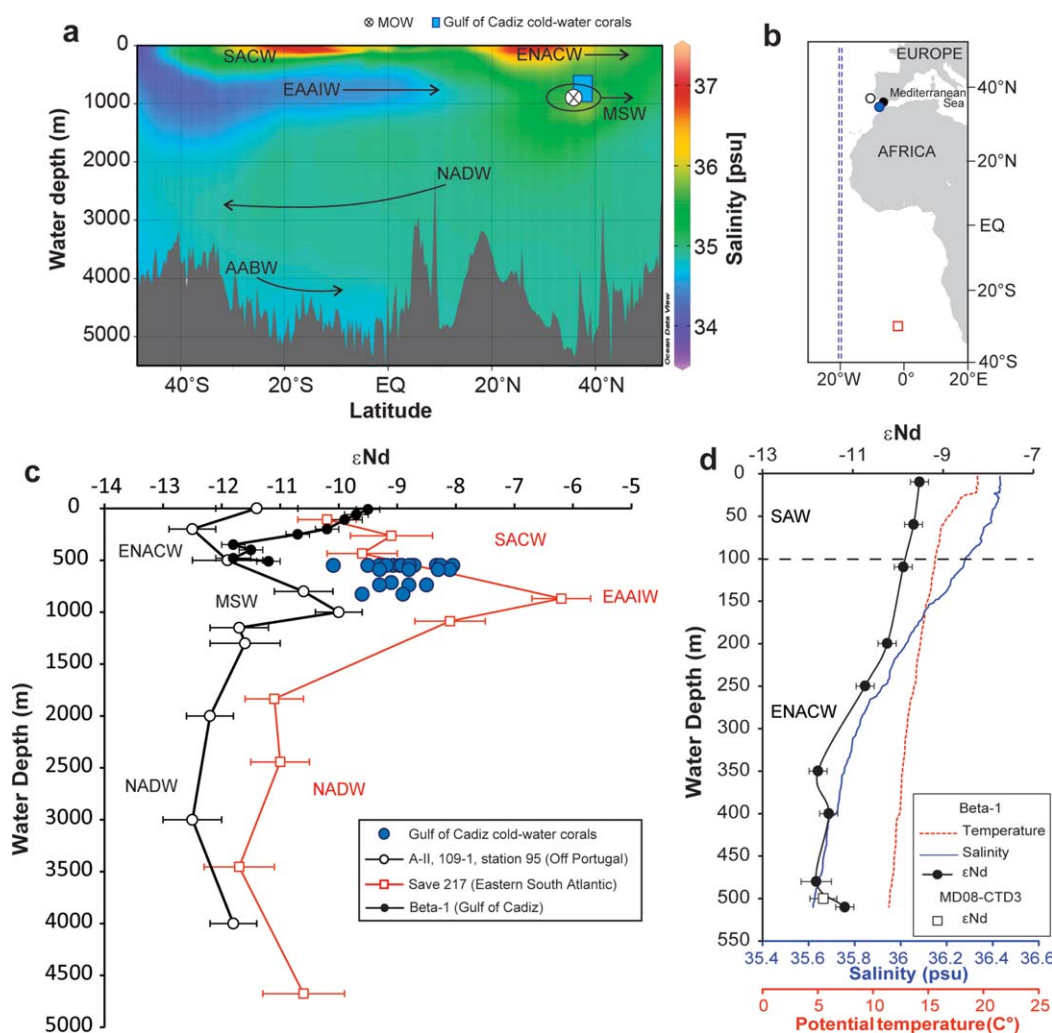 MOW Gulf of Cadiz cold-water corals
a
SACW
ENACW
EAAIW
MSW
NADW
AABW
0
1000
2000
3000
4000
5000
Water depth (m)
40°S 20°S EQ 20°N 40°N
Latitude
37
36
35
34
Salinity [psu]
Ocean Data View
b
EUROPE
Mediterranean
Sea
AFRICA
40°N
20°N
EQ
20°S
40°S
20°W 0° 20°E
c
εNd
-14 -13 -12 -11 -10 -9 -8 -7 -6 -5
0
500
1000
1500
2000
2500
3000
3500
4000
4500
5000
Water Depth (m)
ENACW
SACW
MSW
EAAIW
NADW
NADW
Gulf of Cadiz cold-water corals
A-II, 109-1, station 95 (Off Portugal)
Save 217 (Eastern South Atlantic)
Beta-1 (Gulf of Cadiz)
d
εNd
-13 -11 -9 -7
0
50
100
150
200
250
300
350
400
450
500
550
Water Depth (m)
SAW
ENACW
Beta-1
Temperature
Salinity
εNd
MD08-CTD3
εNd
35.4 35.6 35.8 36 36.2 36.4 36.6
Salinity (psu)
0 5 10 15 20 25
Potential temperature(C°)